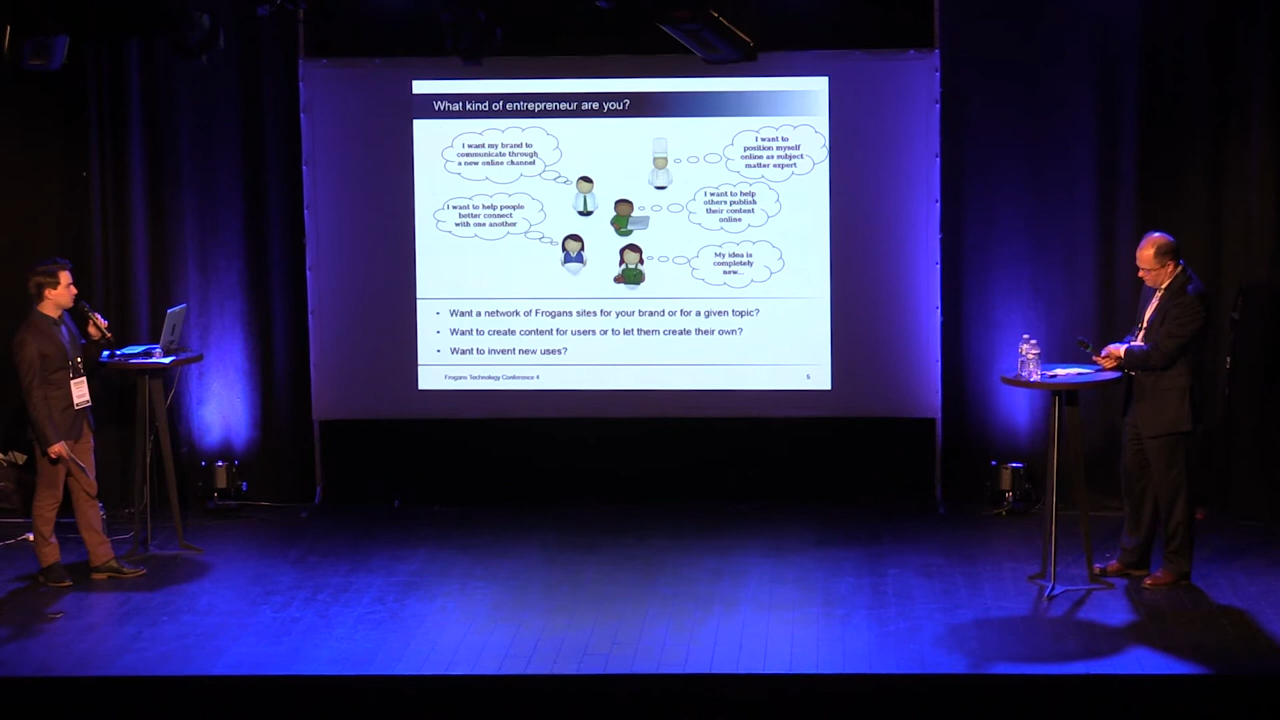 What kind of entrepreneur are you?
I want my brand to
communicate through
a new online channel
I want to
position myself
online as subject
matter expert
I want to help people
better connect
with one another
I want to help
others publish
their content
online
My idea is
completely
new...
• Want a network of Frogans sites for your brand or for a given topic?
• Want to create content for users or to let them create their own?
• Want to invent new uses?
Frogans Technology Conference 4
5